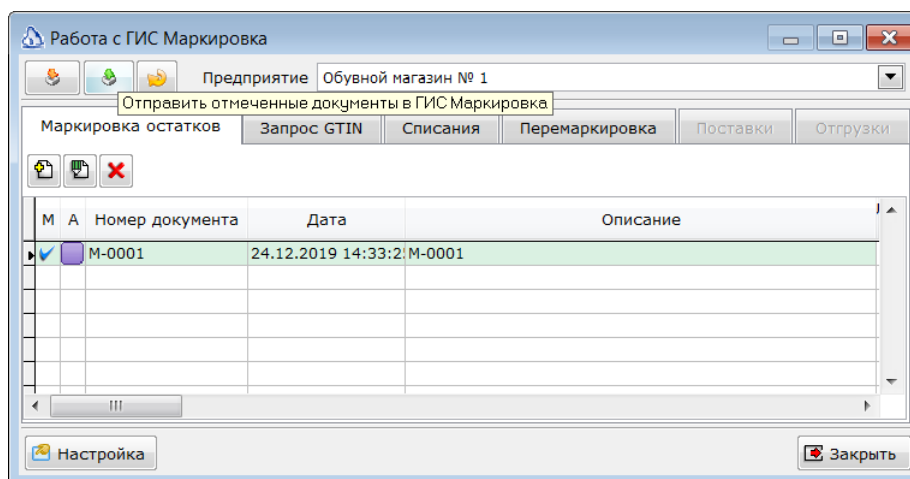 Работа с ГИС Маркировка
Предприятие Обувной магазин № 1
Отправить отмеченные документы в ГИС Маркировка
Маркировка остатков Запрос GTIN Списания Перемаркировка Поставки Отгрузки
М А Номер документа Дата Описание
М-0001 24.12.2019 14:33:2 М-0001
Настройка Закрыть